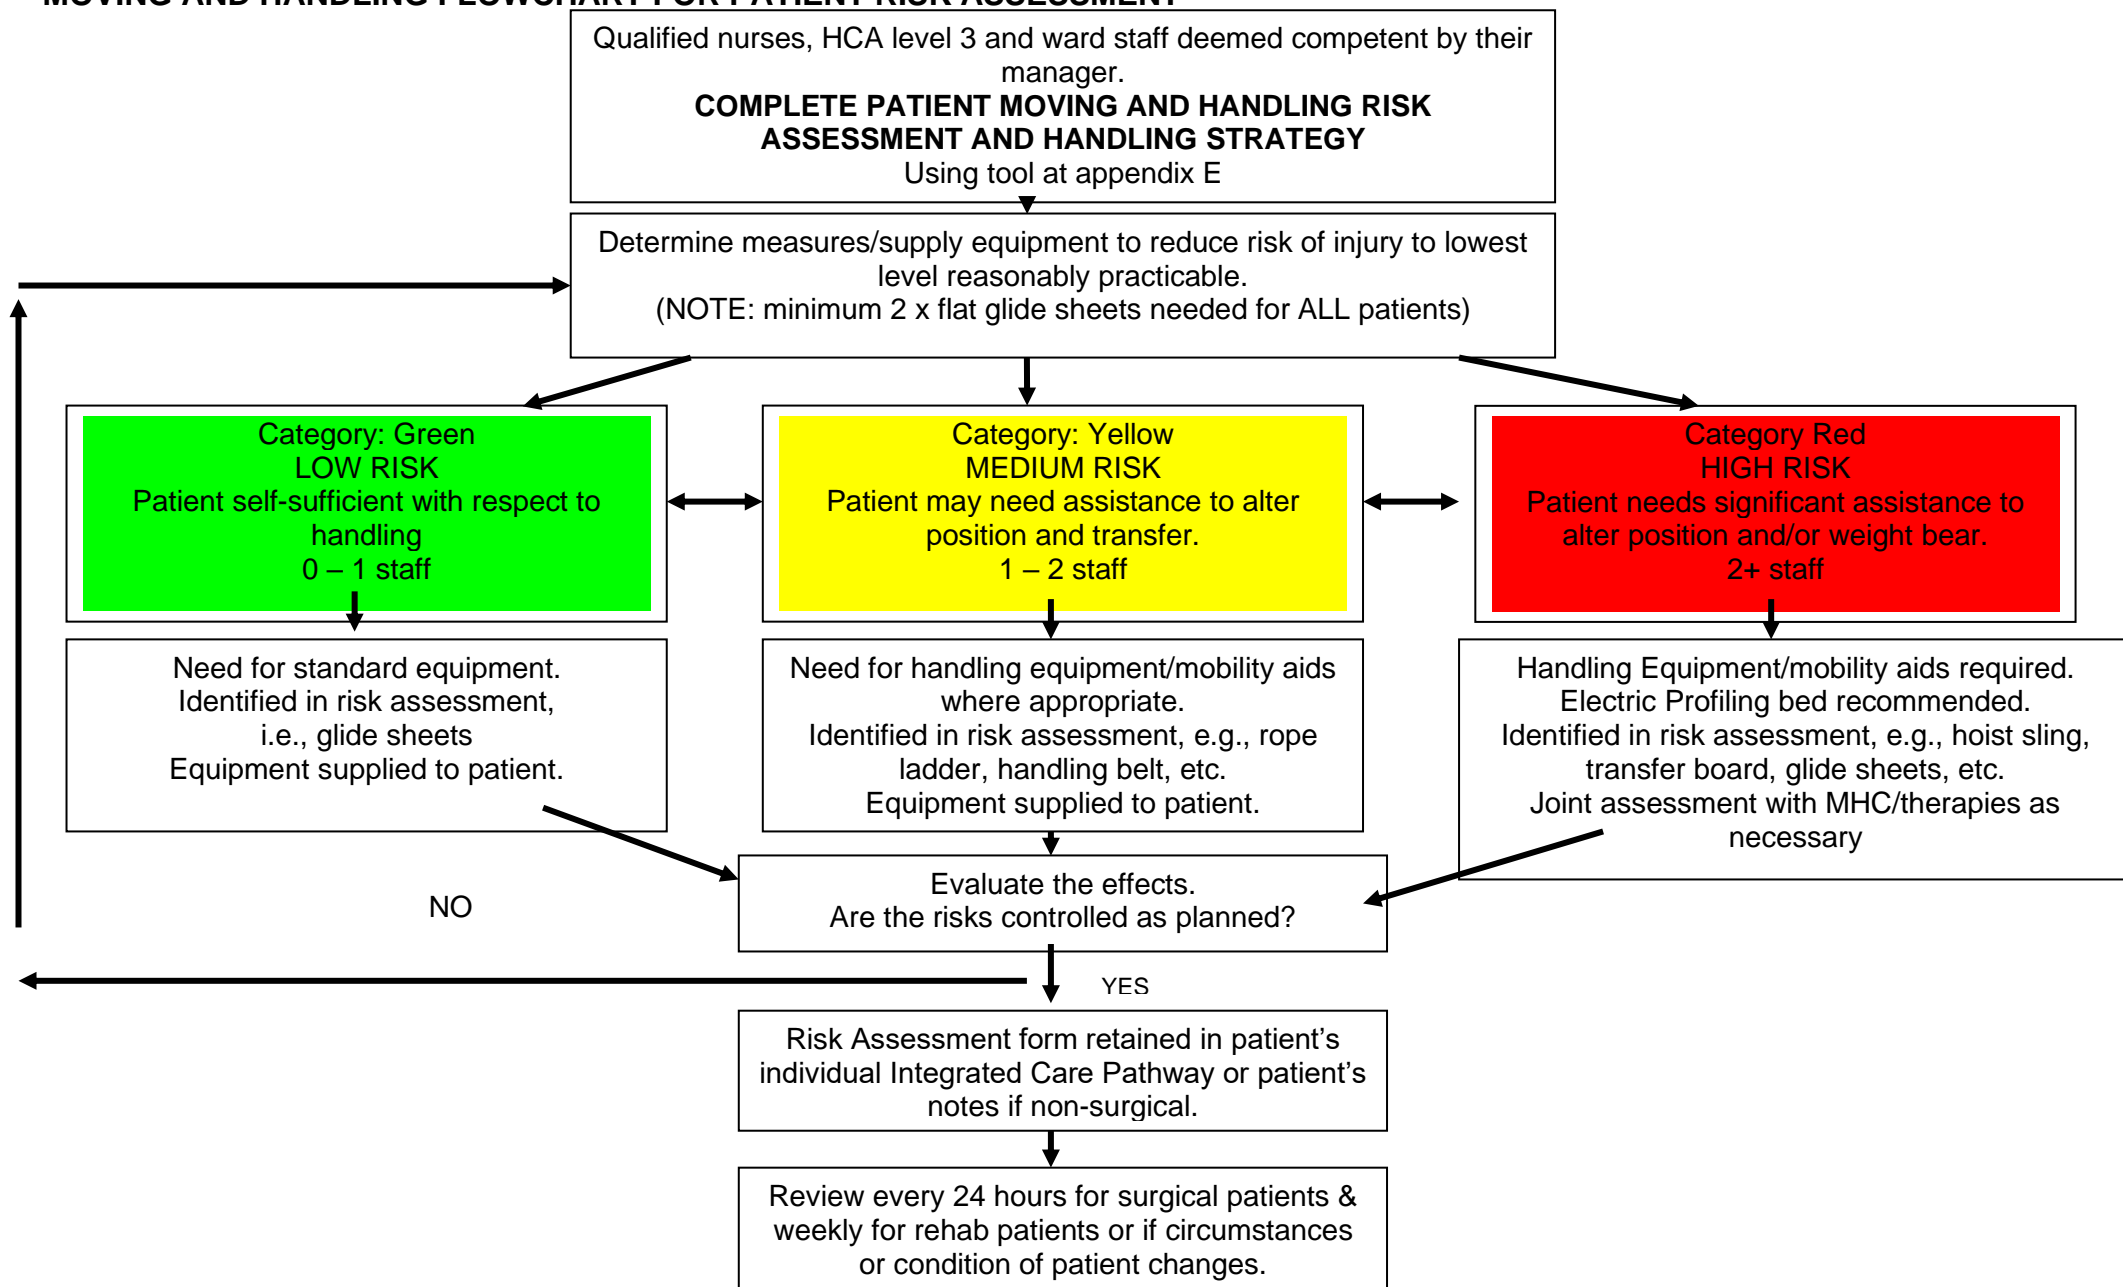 MOVING AND HANDLING FLOWCHART FOR PATIENT RISK ASSESSMENT
Qualified nurses, HCA level 3 and ward staff deemed competent by their
manager.
COMPLETE PATIENT MOVING AND HANDLING RISK
ASSESSMENT AND HANDLING STRATEGY
Using tool at appendix E
Determine measures/supply equipment to reduce risk of injury to lowest
level reasonably practicable.
(NOTE: minimum 2 x flat glide sheets needed for ALL patients)
Category: Green
LOW RISK
Patient self-sufficient with respect to
handling
0 – 1 staff
Category: Yellow
MEDIUM RISK
Patient may need assistance to alter
position and transfer.
1 – 2 staff
Category Red
HIGH RISK
Patient needs significant assistance to
alter position and/or weight bear.
2+ staff
Need for standard equipment.
Identified in risk assessment,
i.e., glide sheets
Equipment supplied to patient.
Need for handling equipment/mobility aids
where appropriate.
Identified in risk assessment, e.g., rope
ladder, handling belt, etc.
Equipment supplied to patient.
Handling Equipment/mobility aids required.
Electric Profiling bed recommended.
Identified in risk assessment, e.g., hoist sling,
transfer board, glide sheets, etc.
Joint assessment with MHC/therapies as
necessary
Evaluate the effects.
Are the risks controlled as planned?
NO
YES
Risk Assessment form retained in patient’s
individual Integrated Care Pathway or patient’s
notes if non-surgical.
Review every 24 hours for surgical patients &
weekly for rehab patients or if circumstances
or condition of patient changes.